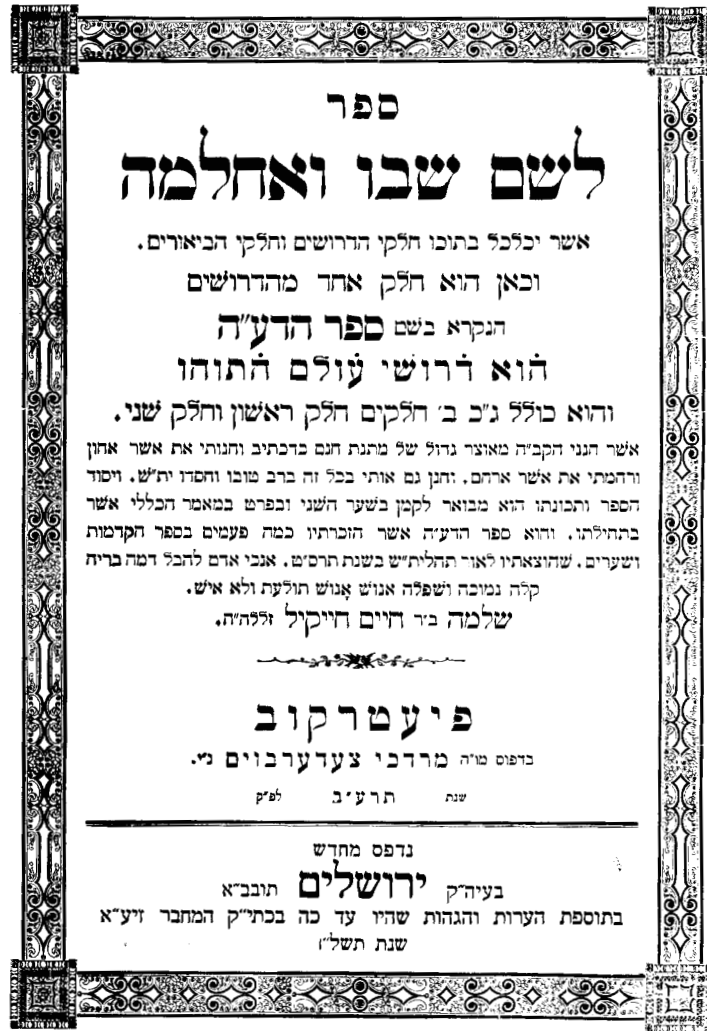 ספר
לשם שבו ואחלמה
אשר יכלכל בתוכו חלקי הדרושים וחלקי הביאורים.
וכאן הוא חלק אחד מהדרושים
הנקרא בשם ספר הדע״ה
הוא דרושי עולם התוהו
והוא כולל ג״כ ב׳ חלקים חלק ראשון וחלק שני.
אשר הנני הקב״ה מאוצר גדול של מתנת חנם כדכתיב וחנותי את אשר אחון
ורחמתי את אשר ארחם. וחנן גם אותי בכל זה ברב טובו וחסדו ית״ש. ויסוד
הספר ותכונתו הוא מבואר לקמן בשער השני ובפרט במאמר הכללי אשר
בתחילתו. והוא ספר הדע״ה אשר הזכרתיו כמה פעמים בספר הקדמות
ושערים. שהוצאתיו לאור תהלית״ש בשנת תרס״ט. אנכי אדם להבל דמה בריה
קלה נמוכה ושפלה אנוש אָנוש תולעת ולא איש.
שלמה ב״ר חיים חייקיל זללה״ה.
פיעטרקוב
בדפוס מו״ה מרדכי צעדערבוים נ״י.
שנת תרע״ב לפ״ק
נדפס מחדש
בעיה״ק ירושלים תובב״א
בתוספת הערות והגהות שהיו עד כה בכתי״ק המחבר זיע״א
שנת תשל״ו